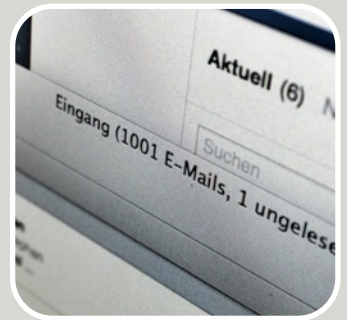 Aktuell (6) N
Suchen
Eingang (1001 E-Mails, 1 ungelese